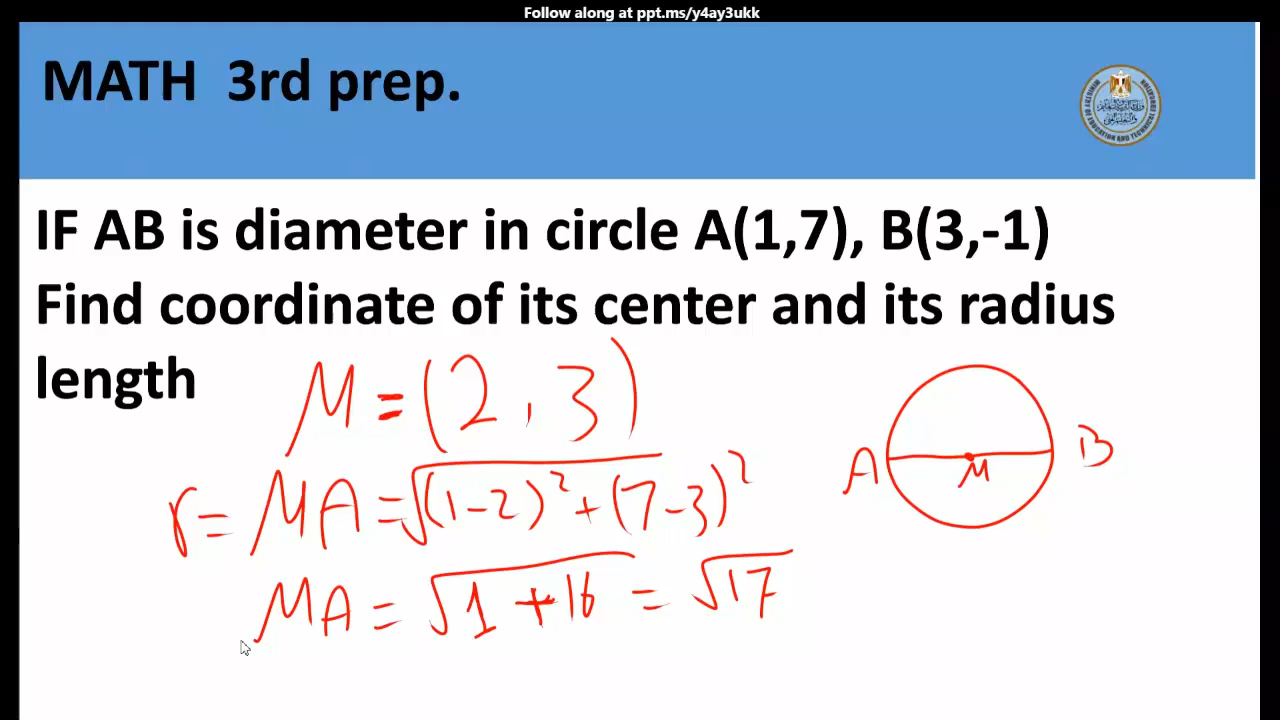 Follow along at ppt.ms/y4ay3ukk
MATH 3rd prep.
IF AB is diameter in circle A(1,7), B(3,-1)
Find coordinate of its center and its radius
length
M = (2 , 3)
r = MA = √(1-2)² + (7-3)²
MA = √1 + 16 = √17
A
B
M